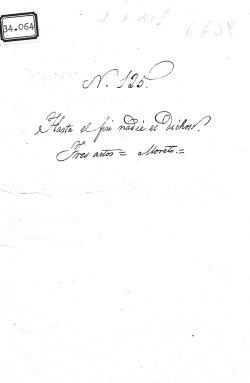 34.064
N. 125.
Hasta el fin nadie es dichoso.
Tres actos = Moreto. =